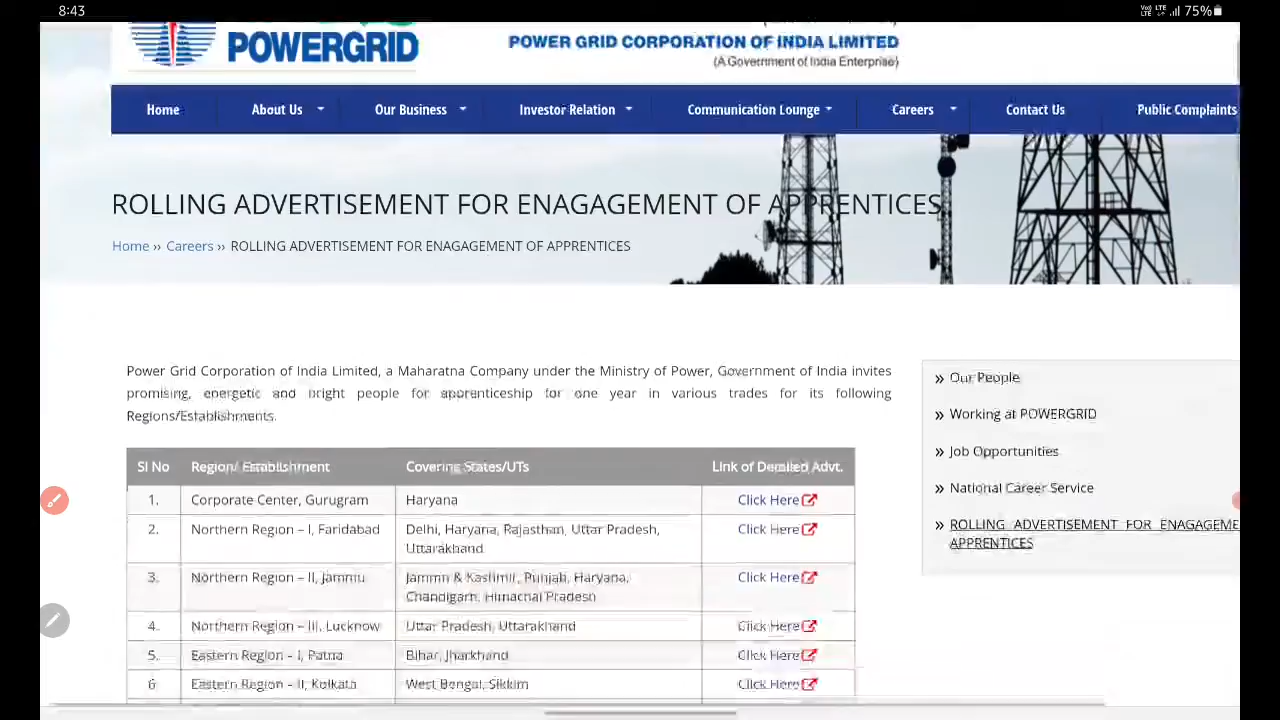 8:43
Vo) LTE
LTE
75%
POWERGRID
POWER GRID CORPORATION OF INDIA LIMITED
(A Government of India Enterprise)
Home About Us Our Business Investor Relation Communication Lounge Careers Contact Us Public Complaints
ROLLING ADVERTISEMENT FOR ENAGAGEMENT OF APPRENTICES
Home ›› Careers ›› ROLLING ADVERTISEMENT FOR ENAGAGEMENT OF APPRENTICES
Power Grid Corporation of India Limited, a Maharatna Company under the Ministry of Power, Government of India invites
promising, energetic and bright people for apprenticeship for one year in various trades for its following
Regions/Establishments.
Sl No Region/ Establishment Covering States/UTs Link of Detailed Advt.
1. Corporate Center, Gurugram Haryana Click Here
2. Northern Region – I, Faridabad Delhi, Haryana, Rajasthan, Uttar Pradesh, Click Here
Uttarakhand
3. Northern Region – II, Jammu Jammu & Kashmir, Punjab, Haryana, Click Here
Chandigarh, Himachal Pradesh
4. Northern Region – III, Lucknow Uttar Pradesh, Uttarakhand Click Here
5. Eastern Region – I, Patna Bihar, Jharkhand Click Here
6 Eastern Region – II, Kolkata West Bengal, Sikkim Click Here
» Our People
» Working at POWERGRID
» Job Opportunities
» National Career Service
» ROLLING ADVERTISEMENT FOR ENAGAGEME
APPRENTICES